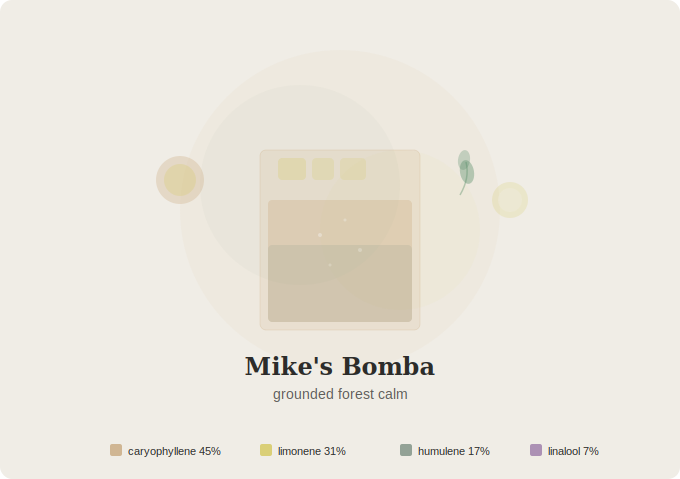 Mike's Bomba
grounded forest calm
caryophyllene 45% limonene 31% humulene 17% linalool 7%